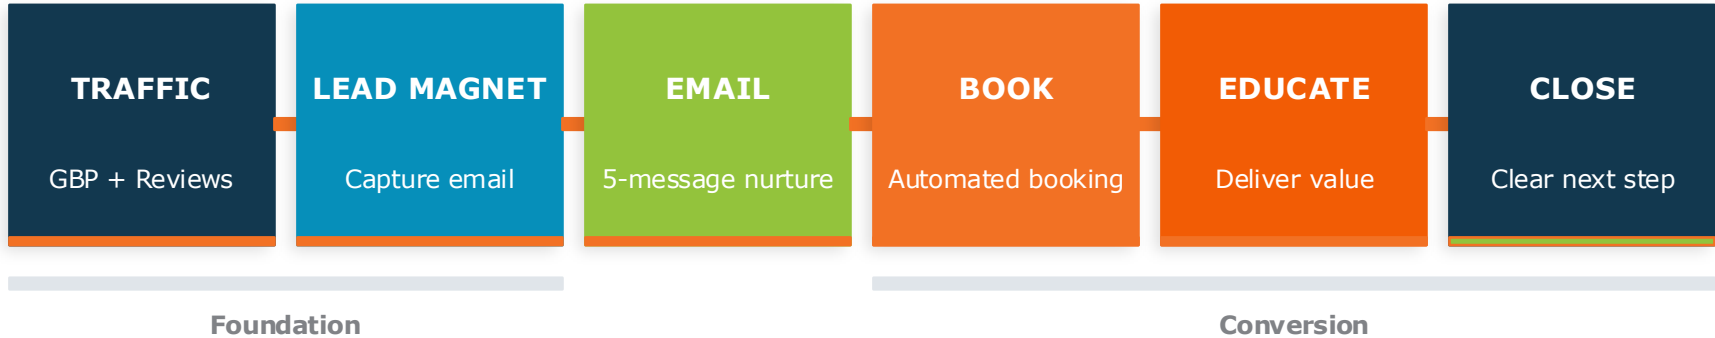 TRAFFIC
GBP + Reviews
LEAD MAGNET
Capture email
EMAIL
5-message nurture
BOOK
Automated booking
EDUCATE
Deliver value
CLOSE
Clear next step
Foundation
Conversion